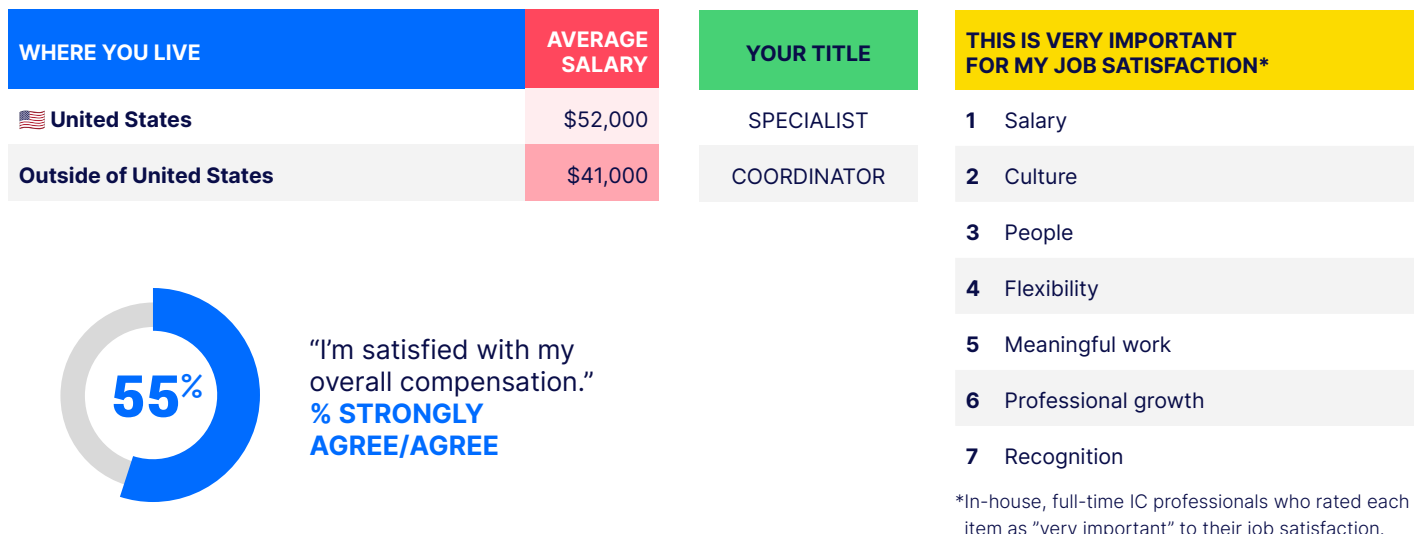 WHERE YOU LIVE
AVERAGE
SALARY
United States
$52,000
Outside of United States
$41,000
YOUR TITLE
SPECIALIST
COORDINATOR
THIS IS VERY IMPORTANT
FOR MY JOB SATISFACTION*
1 Salary
2 Culture
3 People
4 Flexibility
5 Meaningful work
6 Professional growth
7 Recognition
*In-house, full-time IC professionals who rated each
item as ”very important” to their job satisfaction.
55%
“I’m satisfied with my
overall compensation.”
% STRONGLY
AGREE/AGREE